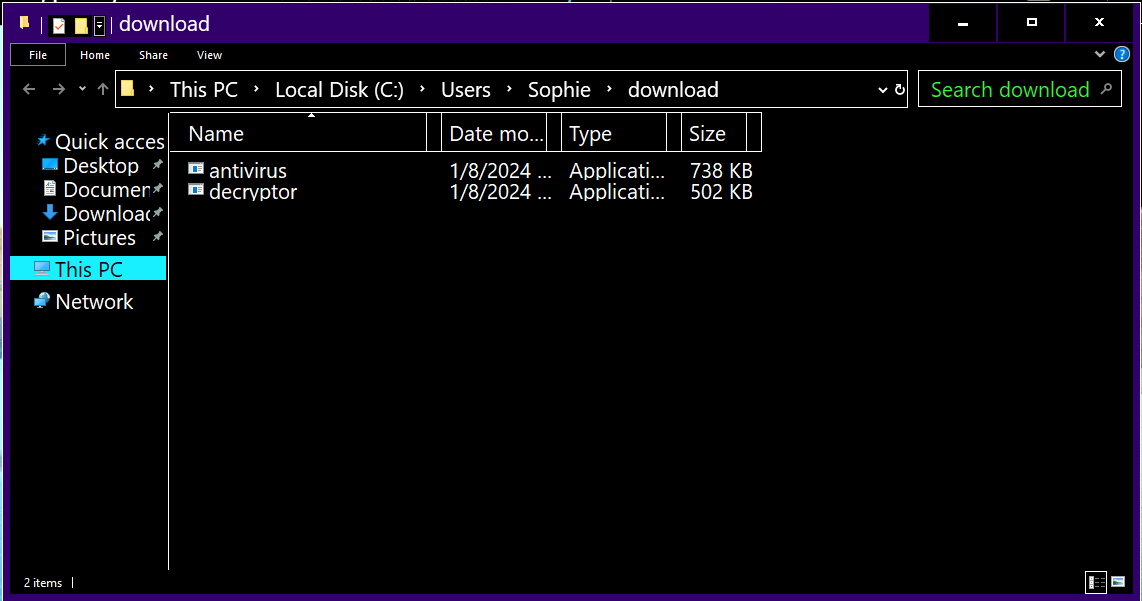 download
File Home Share View
This PC Local Disk (C:) Users Sophie download
Search download
Name Date mo... Type Size
antivirus 1/8/2024 ... Applicati... 738 KB
decryptor 1/8/2024 ... Applicati... 502 KB
Quick acces
Desktop
Documen
Downloac
Pictures
This PC
Network
2 items